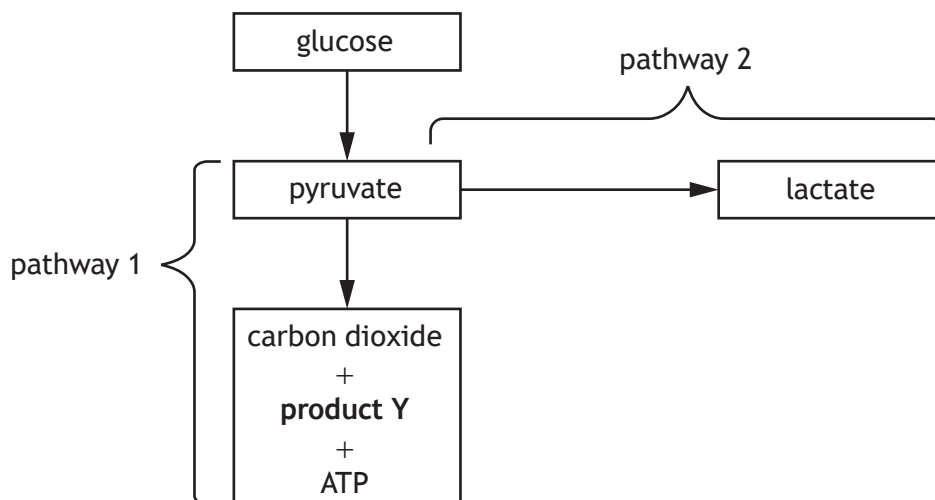 glucose
pathway 2
pyruvate
lactate
pathway 1
carbon dioxide
+
product Y
+
ATP